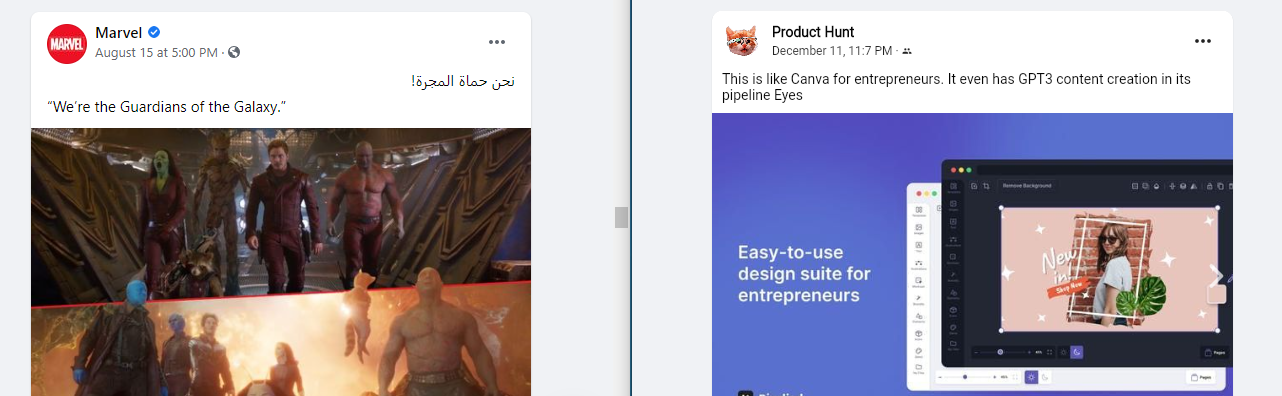 MARVEL
Marvel
August 15 at 5:00 PM ·
نحن حماة المجرة!
“We’re the Guardians of the Galaxy.”
Product Hunt
December 11, 11:7 PM ·
This is like Canva for entrepreneurs. It even has GPT3 content creation in its
pipeline Eyes
Easy-to-use
design suite for
entrepreneurs
Remove Background
New
in..
Shop Now
Pages
Pages